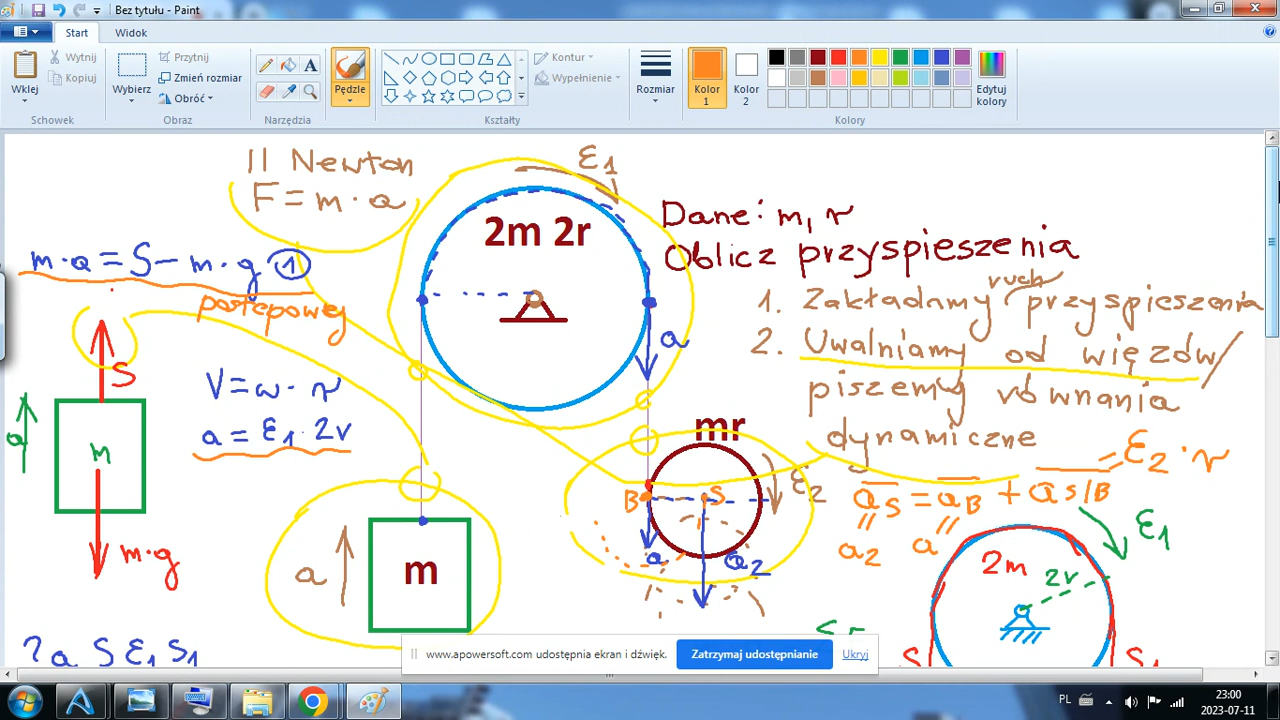 Bez tytułu - Paint
Start
Widok
Wklej
Wytnij
Kopiuj
Schowek
Wybierz
Przytnij
Zmień rozmiar
Obróć
Obraz
Narzędzia
Pędzle
Kontur
Wypełnienie
Kształty
Rozmiar
Kolor 1
Kolor 2
Edytuj kolory
Kolory
II Newton
F = m · a
ε1
2m 2r
Dane: m, r
Oblicz przyspieszenia
ruch
1. Zakładamy przyspieszenia
2. Uwalniamy od więzów/
piszemy równania
dynamiczne
m·a = S - m·g 1
postępowej
S
a
m
m·g
V = ω · r
a = ε1 · 2r
a
mr
ε2
B
S
a
a2
a
m
= ε2 · r
aS = aB + aS/B
a2
a
ε1
2m
2r
S
S1
? a S ε1 S1
www.apowersoft.com udostępnia ekran i dźwięk.
Zatrzymaj udostępnianie
Ukryj
PL
23:00
2023-07-11